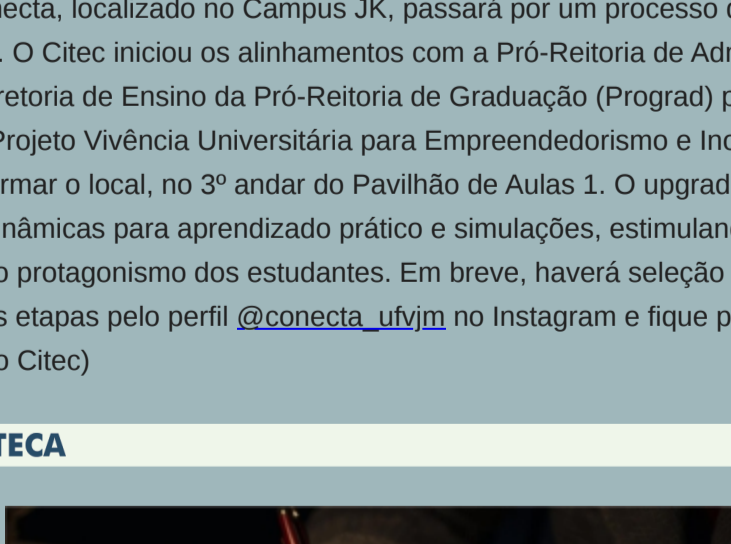 necta, localizado no Campus JK, passará por um processo
. O Citec iniciou os alinhamentos com a Pró-Reitoria de Adm
retoria de Ensino da Pró-Reitoria de Graduação (Prograd) p
Projeto Vivência Universitária para Empreendedorismo e Ino
rmar o local, no 3º andar do Pavilhão de Aulas 1. O upgrad
nâmicas para aprendizado prático e simulações, estimulan
o protagonismo dos estudantes. Em breve, haverá seleção
s etapas pelo perfil @conecta_ufvjm no Instagram e fique p
o Citec)
TECA